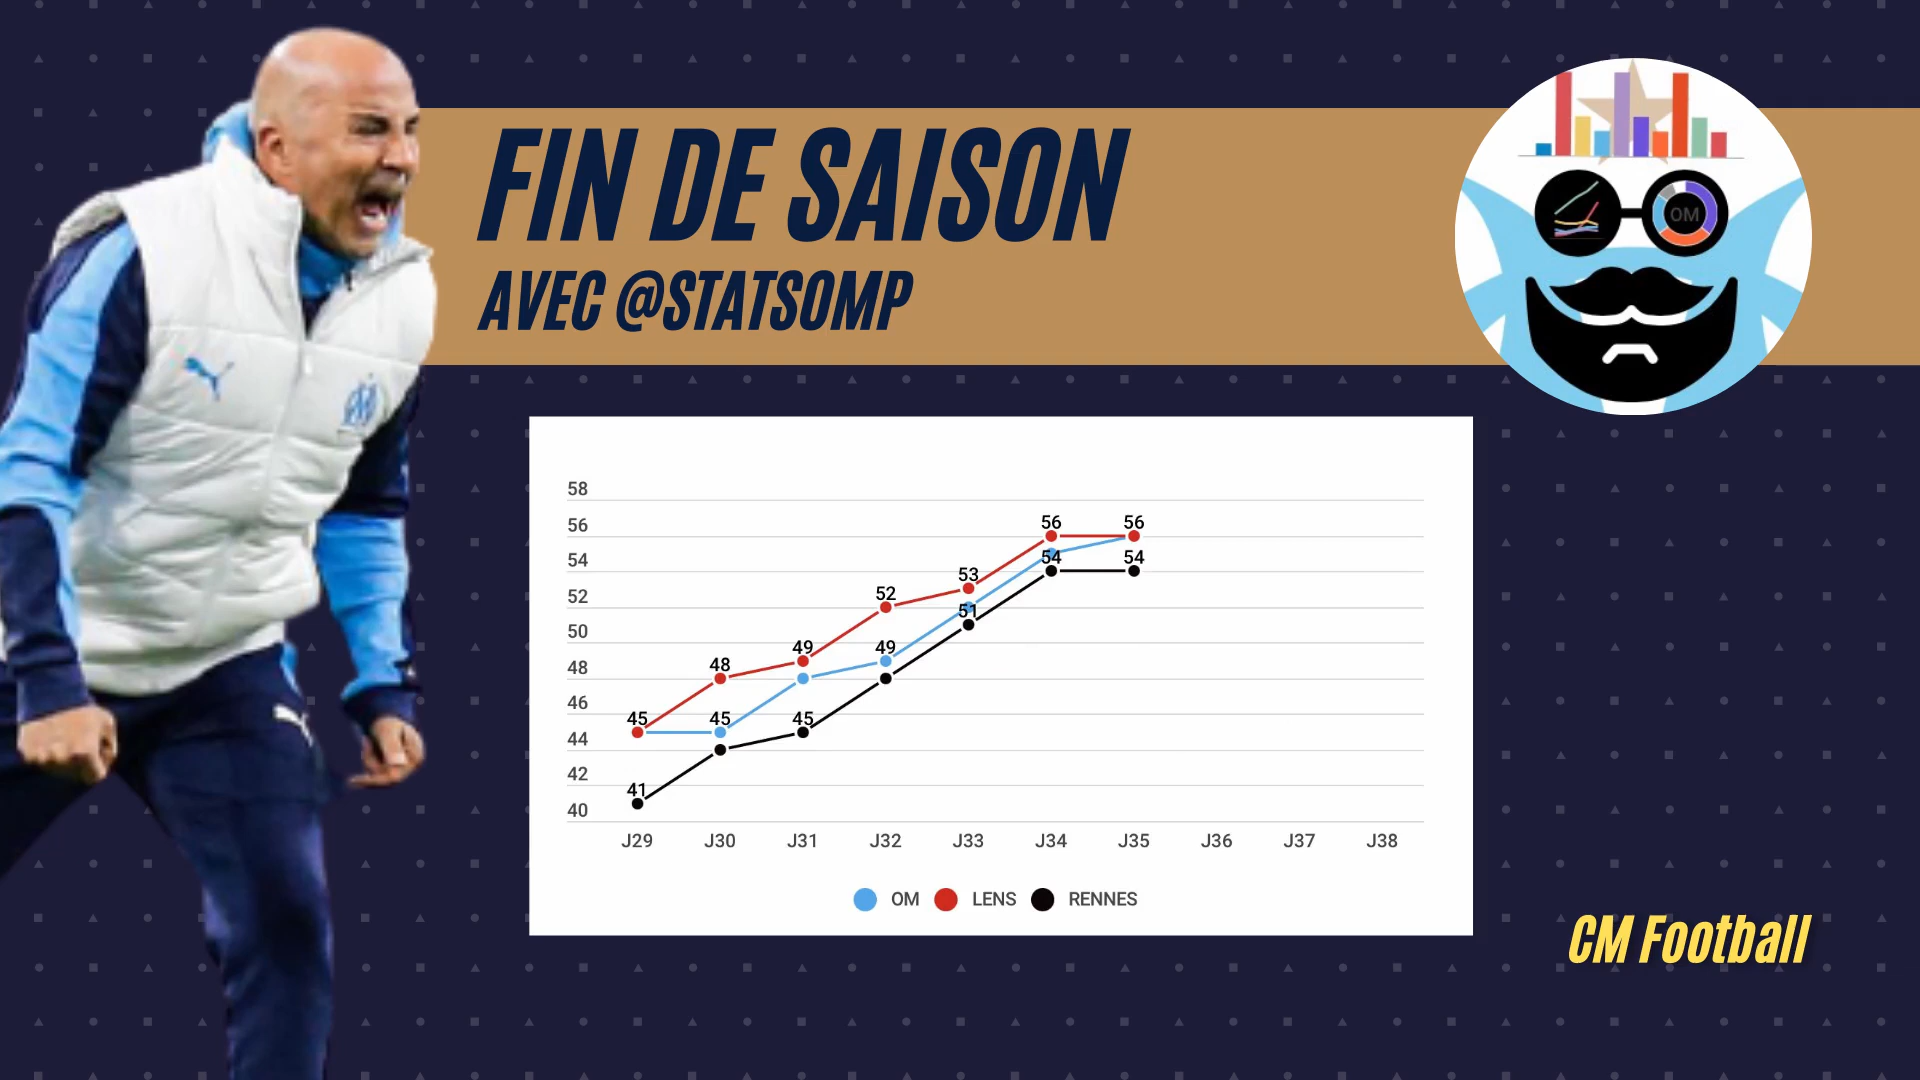 FIN DE SAISON
AVEC @STATSOMP
OM
58
56
54
52
50
48
46
44
42
40
45 48 49 52 53 56 56
45 45 49 51 54 54
41
J29 J30 J31 J32 J33 J34 J35 J36 J37 J38
OM LENS RENNES
CM Football